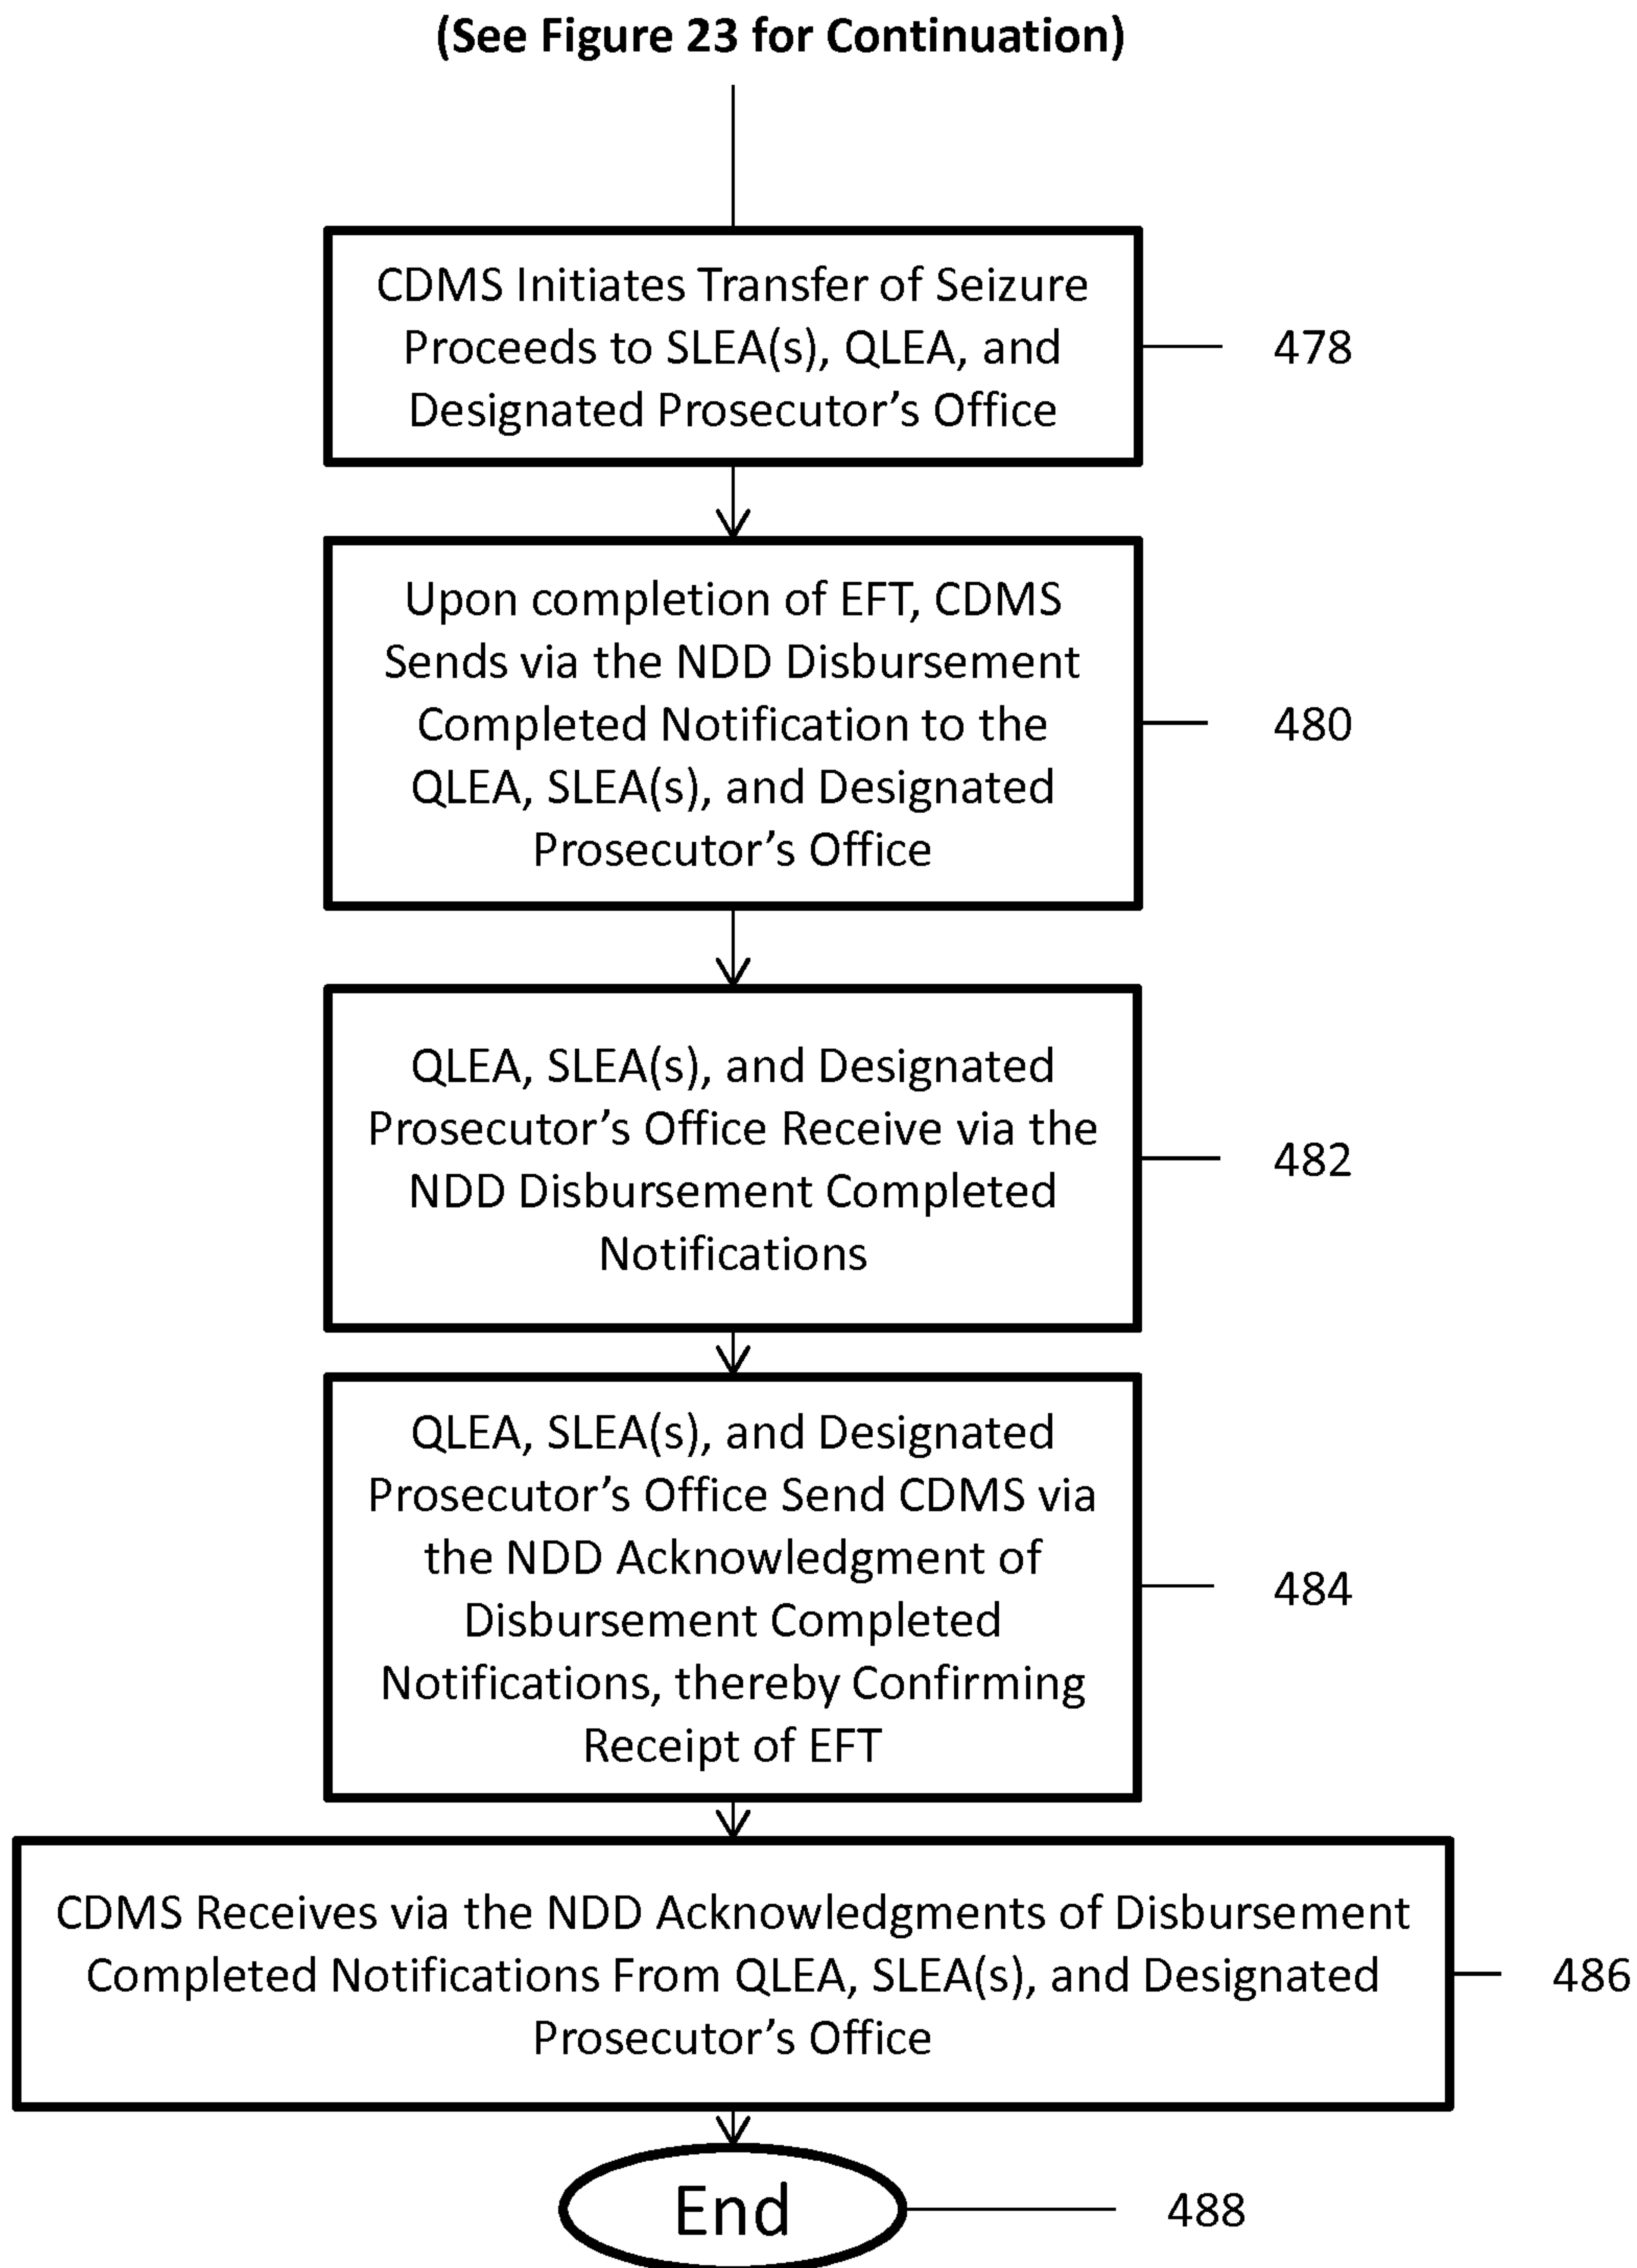 (See Figure 23 for Continuation)
CDMS Initiates Transfer of Seizure
Proceeds to SLEA(s), QLEA, and
Designated Prosecutor’s Office
478
Upon completion of EFT, CDMS
Sends via the NDD Disbursement
Completed Notification to the
QLEA, SLEA(s), and Designated
Prosecutor’s Office
480
QLEA, SLEA(s), and Designated
Prosecutor’s Office Receive via the
NDD Disbursement Completed
Notifications
482
QLEA, SLEA(s), and Designated
Prosecutor’s Office Send CDMS via
the NDD Acknowledgment of
Disbursement Completed
Notifications, thereby Confirming
Receipt of EFT
484
CDMS Receives via the NDD Acknowledgments of Disbursement
Completed Notifications From QLEA, SLEA(s), and Designated
Prosecutor’s Office
486
End
488